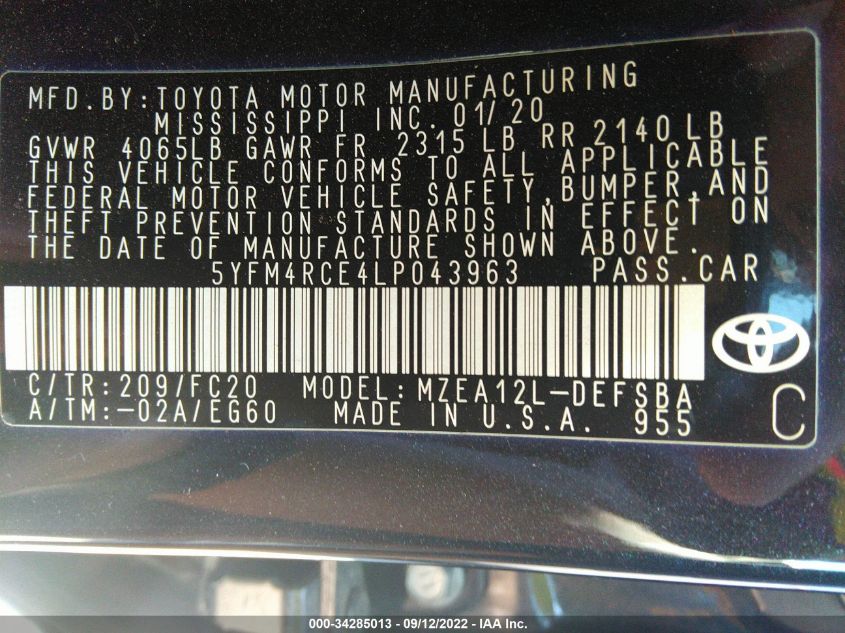 MFD.BY:TOYOTA MOTOR MANUFACTURING
MISSISSIPPI INC. 01/20
GVWR 4065LB GAWR FR 2315 LB RR 2140 LB
THIS VEHICLE CONFORMS TO ALL APPLICABLE
FEDERAL MOTOR VEHICLE SAFETY,BUMPER,AND
THEFT PREVENTION STANDARDS IN EFFECT ON
THE DATE OF MANUFACTURE SHOWN ABOVE.
5YFM4RCE4LP043963 PASS.CAR
C/TR:209/FC20 MODEL:MZEA12L-DEFSBA
A/TM:-02A/EG60 MADE IN U.S.A. 955
C
000-34285013 - 09/12/2022 - IAA Inc.